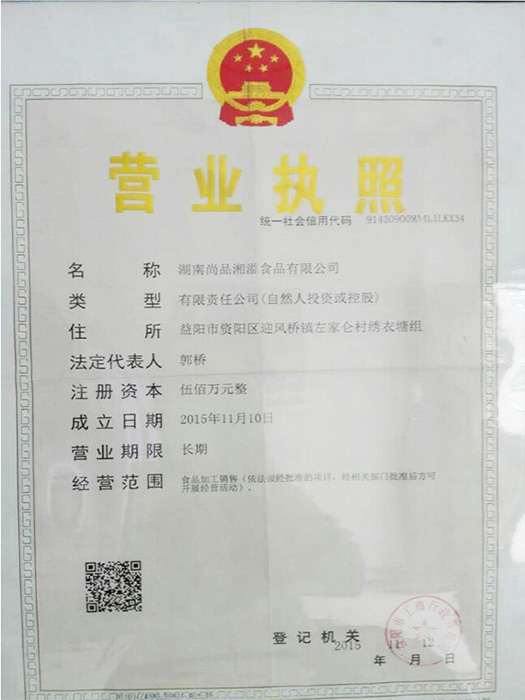 营业执照
统一社会信用代码 91430900MA4L1LKX34
名称 湖南尚品湘溢食品有限公司
类型 有限责任公司(自然人投资或控股)
住所 益阳市资阳区迎风桥镇左家仑村绣衣塘组
法定代表人 郭桥
注册资本 伍佰万元整
成立日期 2015年11月10日
营业期限 长期
经营范围 食品加工销售(依法须经批准的项目，经相关部门批准后方可
开展经营活动)。
登记机关
2015 11 12
年 月 日